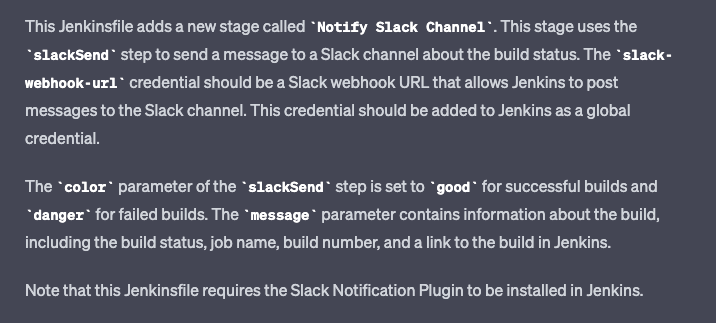 This Jenkinsfile adds a new stage called `Notify Slack Channel`. This stage uses the
`slackSend` step to send a message to a Slack channel about the build status. The `slack-
webhook-url` credential should be a Slack webhook URL that allows Jenkins to post
messages to the Slack channel. This credential should be added to Jenkins as a global
credential.
The `color` parameter of the `slackSend` step is set to `good` for successful builds and
`danger` for failed builds. The `message` parameter contains information about the build,
including the build status, job name, build number, and a link to the build in Jenkins.
Note that this Jenkinsfile requires the Slack Notification Plugin to be installed in Jenkins.